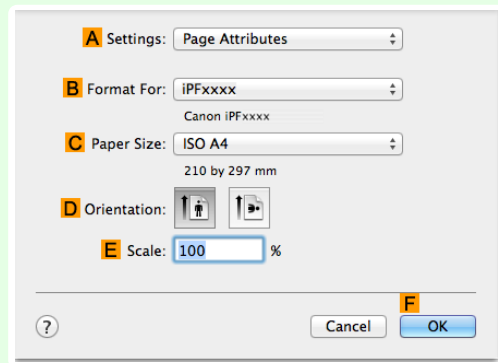 A Settings: Page Attributes
B Format For: iPFxxxx
Canon iPFxxxx
C Paper Size: ISO A4
210 by 297 mm
D Orientation:
E Scale: 100 %
F
? Cancel OK